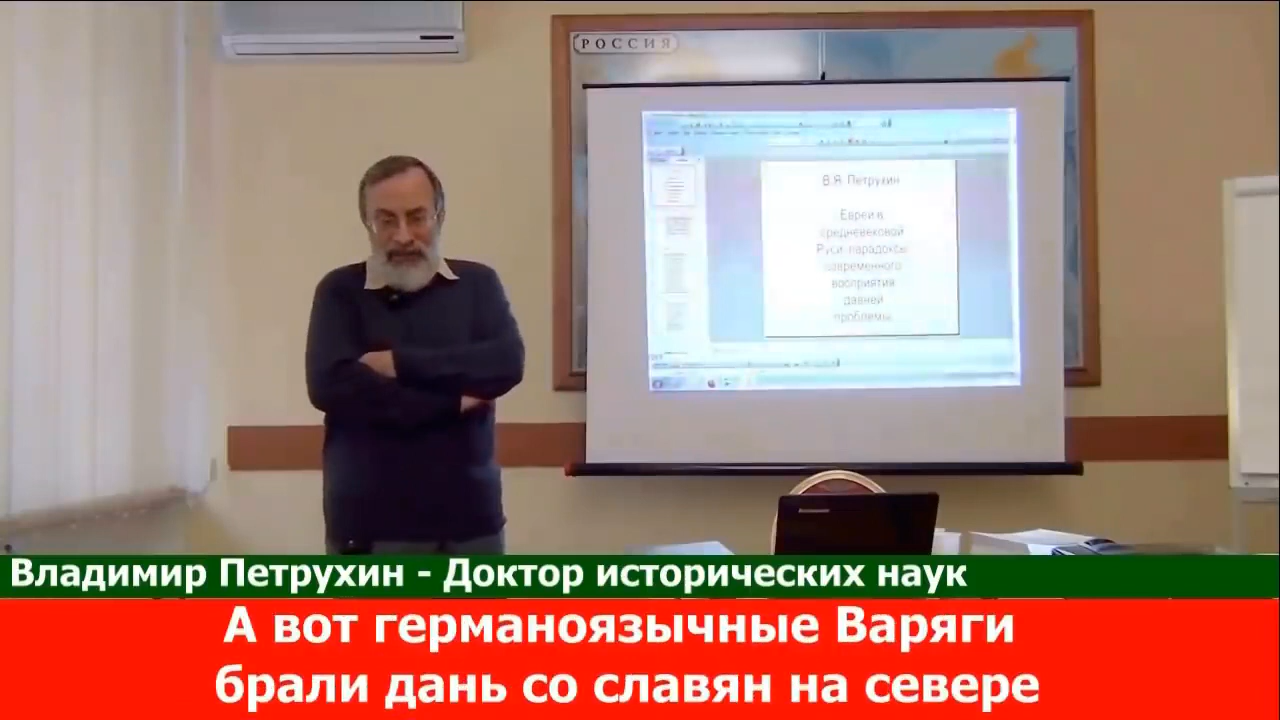 РОССИЯ
В.Я. Петрухин
Евреи в
средневековой
Руси: парадоксы
современного
восприятия
давней
проблемы
Lenovo
Владимир Петрухин - Доктор исторических наук
А вот германоязычные Варяги
брали дань со славян на севере